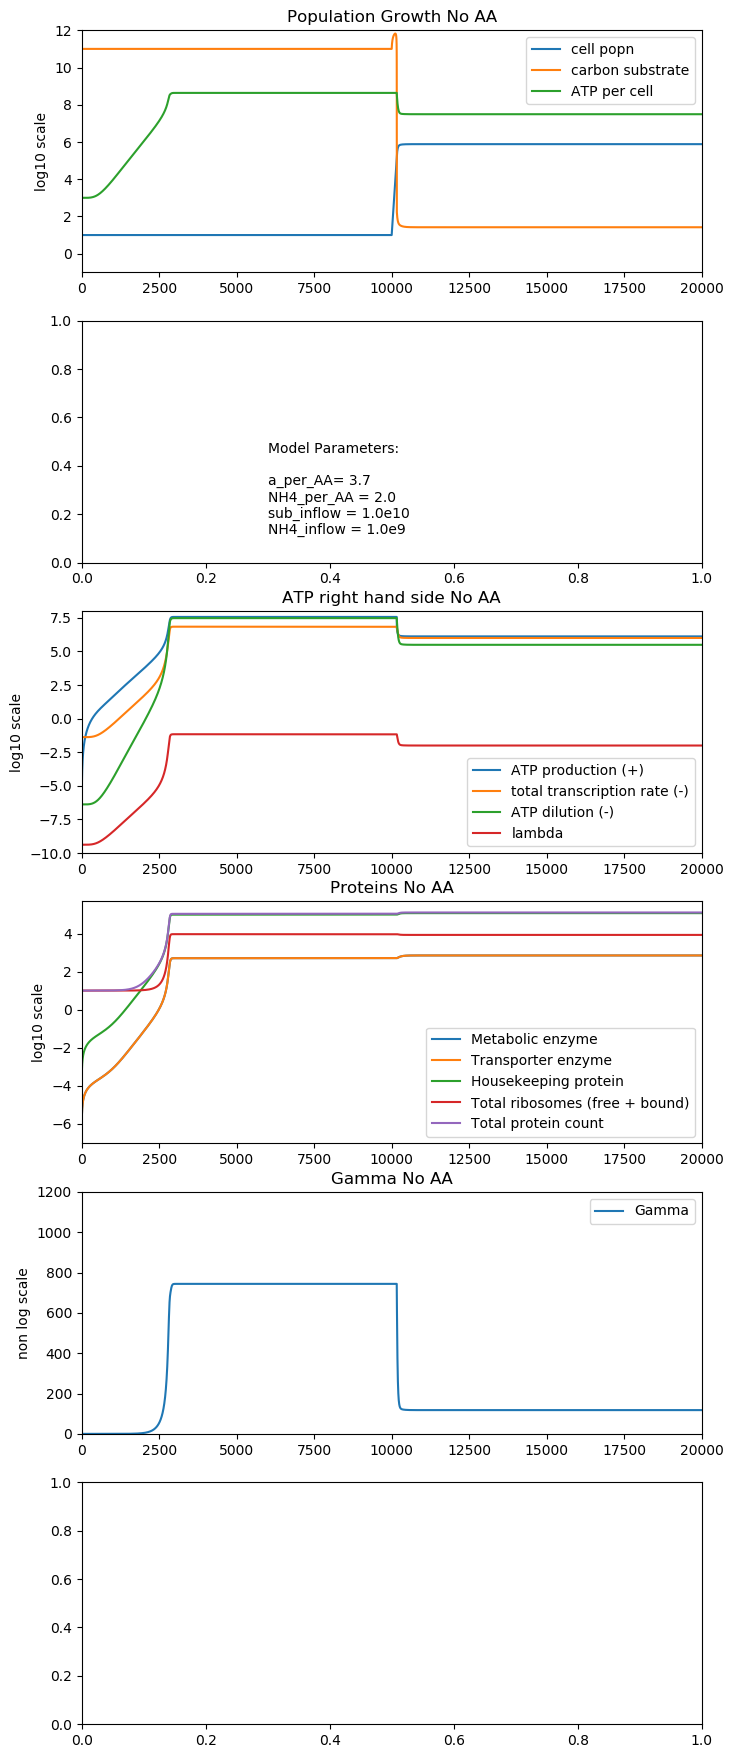 Population Growth No AA
12
10
8
6
4
2
0
log10 scale
cell popn
carbon substrate
ATP per cell
0 2500 5000 7500 10000 12500 15000 17500 20000
1.0
0.8
0.6
0.4
0.2
0.0
Model Parameters:
a_per_AA= 3.7
NH4_per_AA = 2.0
sub_inflow = 1.0e10
NH4_inflow = 1.0e9
0.0 0.2 0.4 0.6 0.8 1.0
ATP right hand side No AA
7.5
5.0
2.5
0.0
−2.5
−5.0
−7.5
−10.0
log10 scale
ATP production (+)
total transcription rate (-)
ATP dilution (-)
lambda
0 2500 5000 7500 10000 12500 15000 17500 20000
Proteins No AA
4
2
0
−2
−4
−6
log10 scale
Metabolic enzyme
Transporter enzyme
Housekeeping protein
Total ribosomes (free + bound)
Total protein count
0 2500 5000 7500 10000 12500 15000 17500 20000
Gamma No AA
1200
1000
800
600
400
200
0
non log scale
Gamma
0 2500 5000 7500 10000 12500 15000 17500 20000
1.0
0.8
0.6
0.4
0.2
0.0
0.0 0.2 0.4 0.6 0.8 1.0